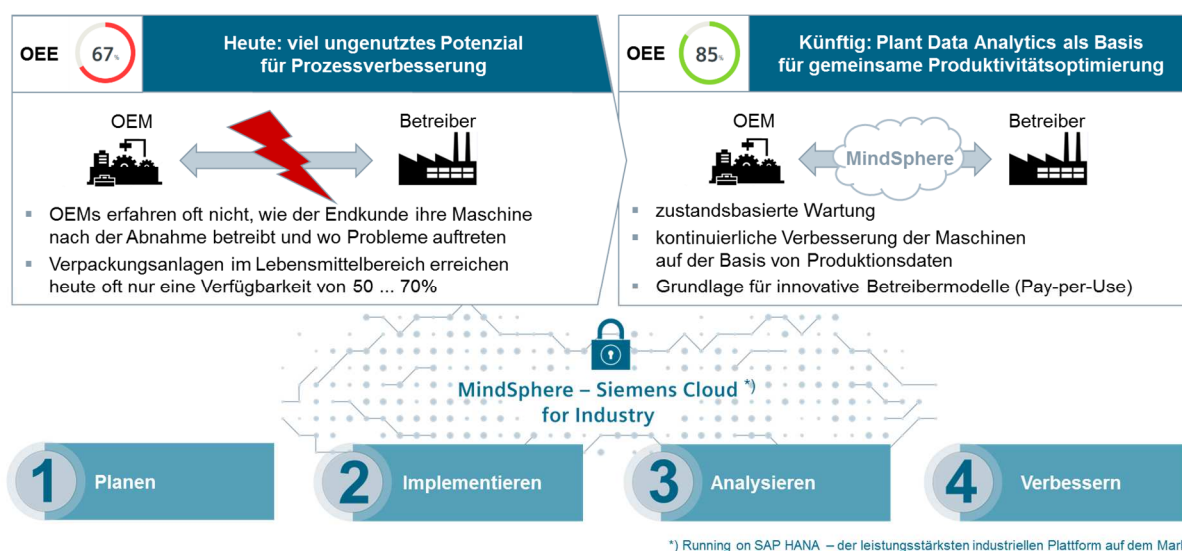 OEE 67% Heute: viel ungenutztes Potenzial
für Prozessverbesserung
OEM Betreiber
▪ OEMs erfahren oft nicht, wie der Endkunde ihre Maschine
nach der Abnahme betreibt und wo Probleme auftreten
▪ Verpackungsanlagen im Lebensmittelbereich erreichen
heute oft nur eine Verfügbarkeit von 50 ... 70%
OEE 85% Künftig: Plant Data Analytics als Basis
für gemeinsame Produktivitätsoptimierung
OEM Betreiber
MindSphere
▪ zustandsbasierte Wartung
▪ kontinuierliche Verbesserung der Maschinen
auf der Basis von Produktionsdaten
▪ Grundlage für innovative Betreibermodelle (Pay-per-Use)
MindSphere – Siemens Cloud *)
for Industry
1 Planen
2 Implementieren
3 Analysieren
4 Verbessern
*) Running on SAP HANA – der leistungsstärksten industriellen Plattform auf dem